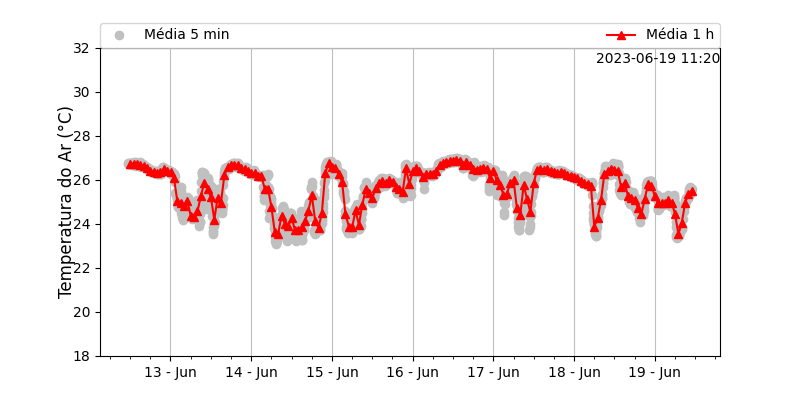 Média 5 min
Média 1 h
2023-06-19 11:20
Temperatura do Ar (°C)
32
30
28
26
24
22
20
18
13 - Jun
14 - Jun
15 - Jun
16 - Jun
17 - Jun
18 - Jun
19 - Jun